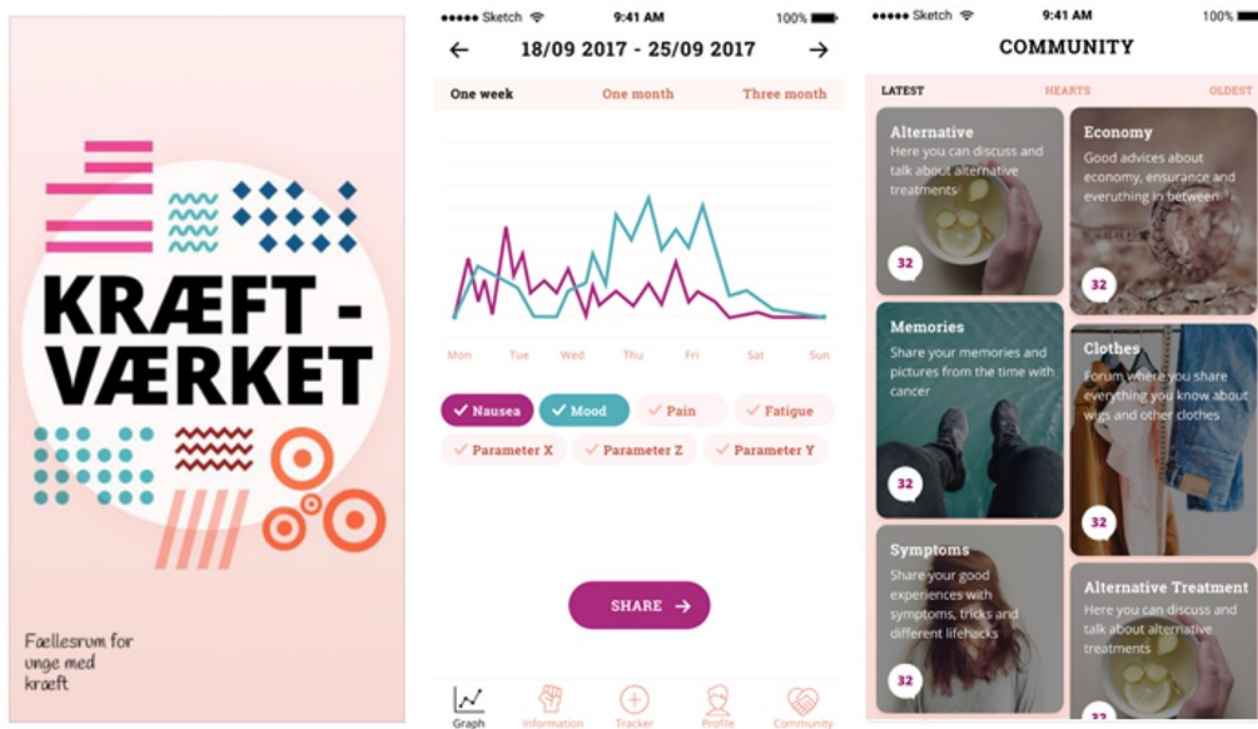 KRÆFT -
VÆRKET
Fællesrum for
unge med
kræft
Sketch 9:41 AM 100%
18/09 2017 - 25/09 2017
One week One month Three month
Mon Tue Wed Thu Fri Sat Sun
Nausea Mood Pain Fatigue
Parameter X Parameter Z Parameter Y
SHARE
Graph Information Tracker Profile Community
Sketch 9:41 AM 100%
COMMUNITY
LATEST HEARTS OLDEST
Alternative
Here you can discuss and
talk about alternative
treatments
32
Economy
Good advices about
economy, ensurance and
everuthing in between
32
Memories
Share your memories and
pictures from the time with
cancer
32
Clothes
Forum where you share
everything you know about
wigs and other clothes
32
Symptoms
Share your good
experiences with
symptoms, tricks and
different lifehacks
32
Alternative Treatment
Here you can discuss and
talk about alternative
treatments
32